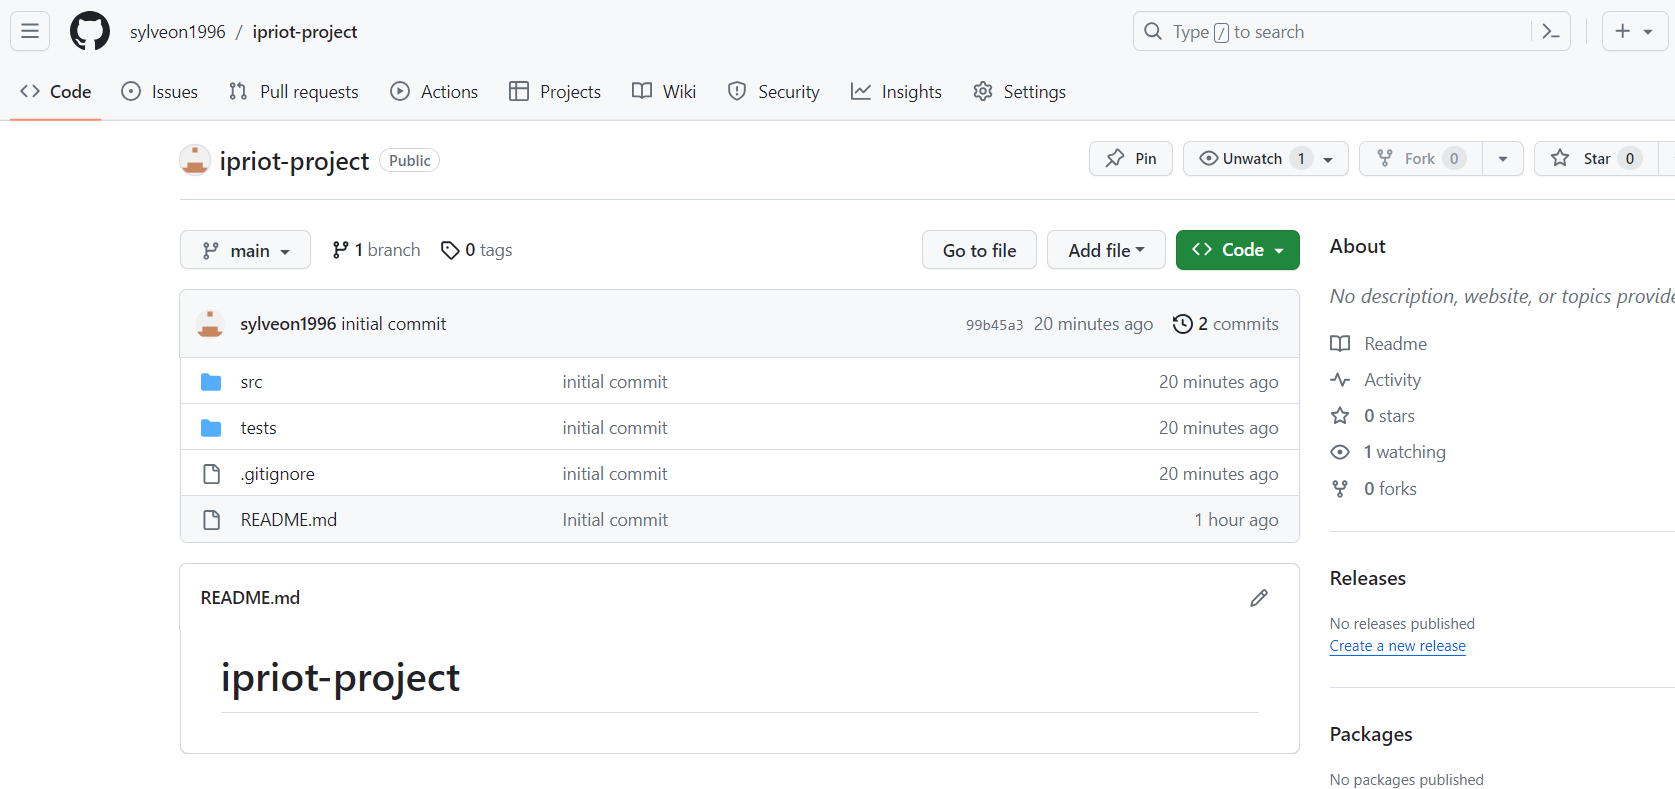 sylveon1996 / ipriot-project
Type / to search
Code Issues Pull requests Actions Projects Wiki Security Insights Settings
ipriot-project Public
Pin Unwatch 1 Fork 0 Star 0
main 1 branch 0 tags
Go to file Add file Code
sylveon1996 initial commit 99b45a3 20 minutes ago 2 commits
src initial commit 20 minutes ago
tests initial commit 20 minutes ago
.gitignore initial commit 20 minutes ago
README.md Initial commit 1 hour ago
README.md
ipriot-project
About
No description, website, or topics provide
Readme
Activity
0 stars
1 watching
0 forks
Releases
No releases published
Create a new release
Packages
No packages published